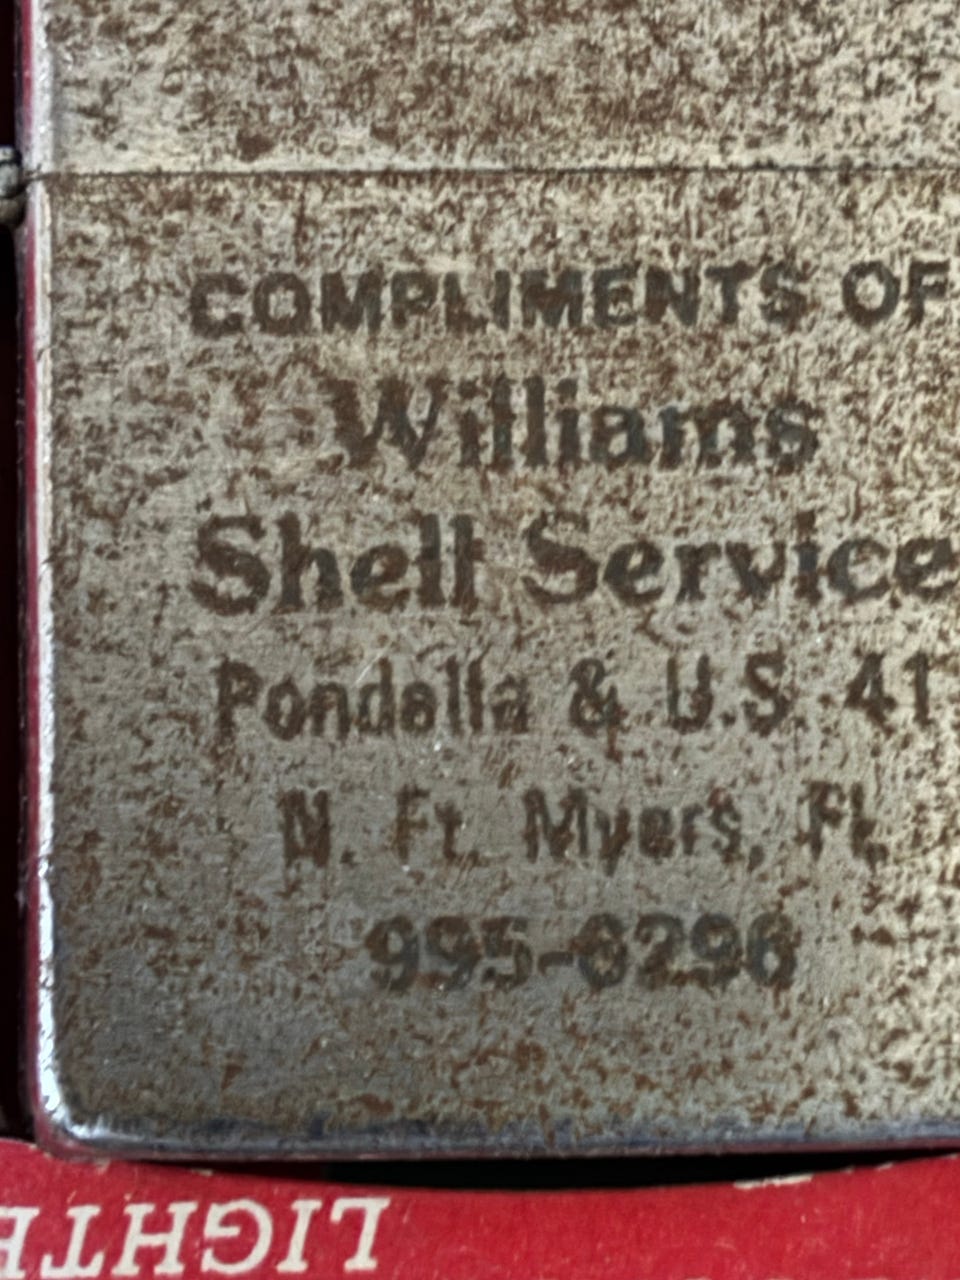 COMPLIMENTS OF
Williams
Shell Service
Pondella & U.S. 41
N. Ft. Myers, Fl.
995-6296
LIGHTE